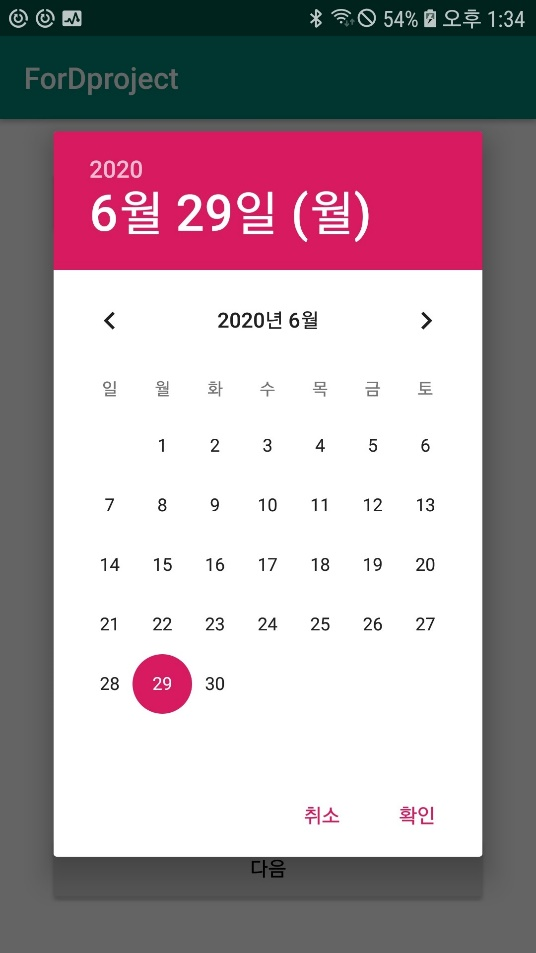 54% 오후 1:34
ForDproject
2020
6월 29일 (월)
2020년 6월
일 월 화 수 목 금 토
1 2 3 4 5 6
7 8 9 10 11 12 13
14 15 16 17 18 19 20
21 22 23 24 25 26 27
28 29 30
취소 확인
다음